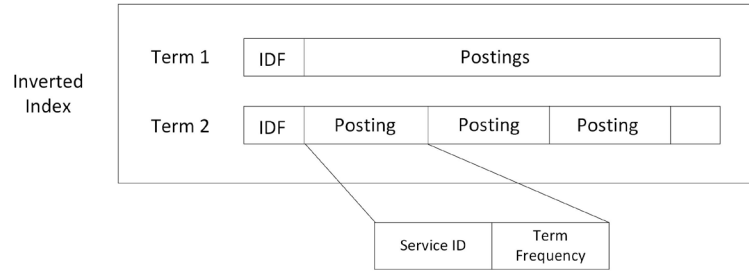 Inverted
Index
Term 1 IDF Postings
Term 2 IDF Posting Posting Posting
Service ID
Term
Frequency